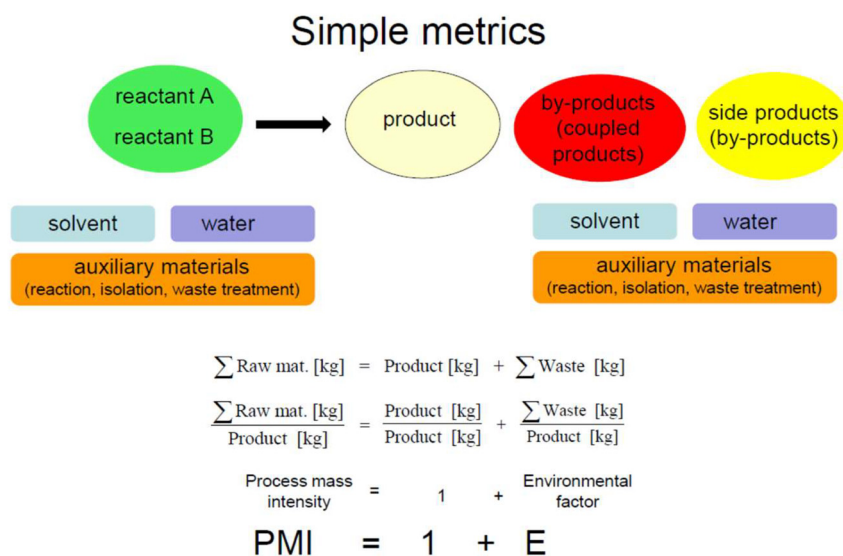 Simple metrics
reactant A
reactant B
product
by-products
(coupled
products)
side products
(by-products)
solvent
water
auxiliary materials
(reaction, isolation, waste treatment)
solvent
water
auxiliary materials
(reaction, isolation, waste treatment)
∑ Raw mat. [kg] = Product [kg] + ∑ Waste [kg]
∑ Raw mat. [kg] / Product [kg] = Product [kg] / Product [kg] + ∑ Waste [kg] / Product [kg]
Process mass
intensity = 1 + Environmental
factor
PMI = 1 + E